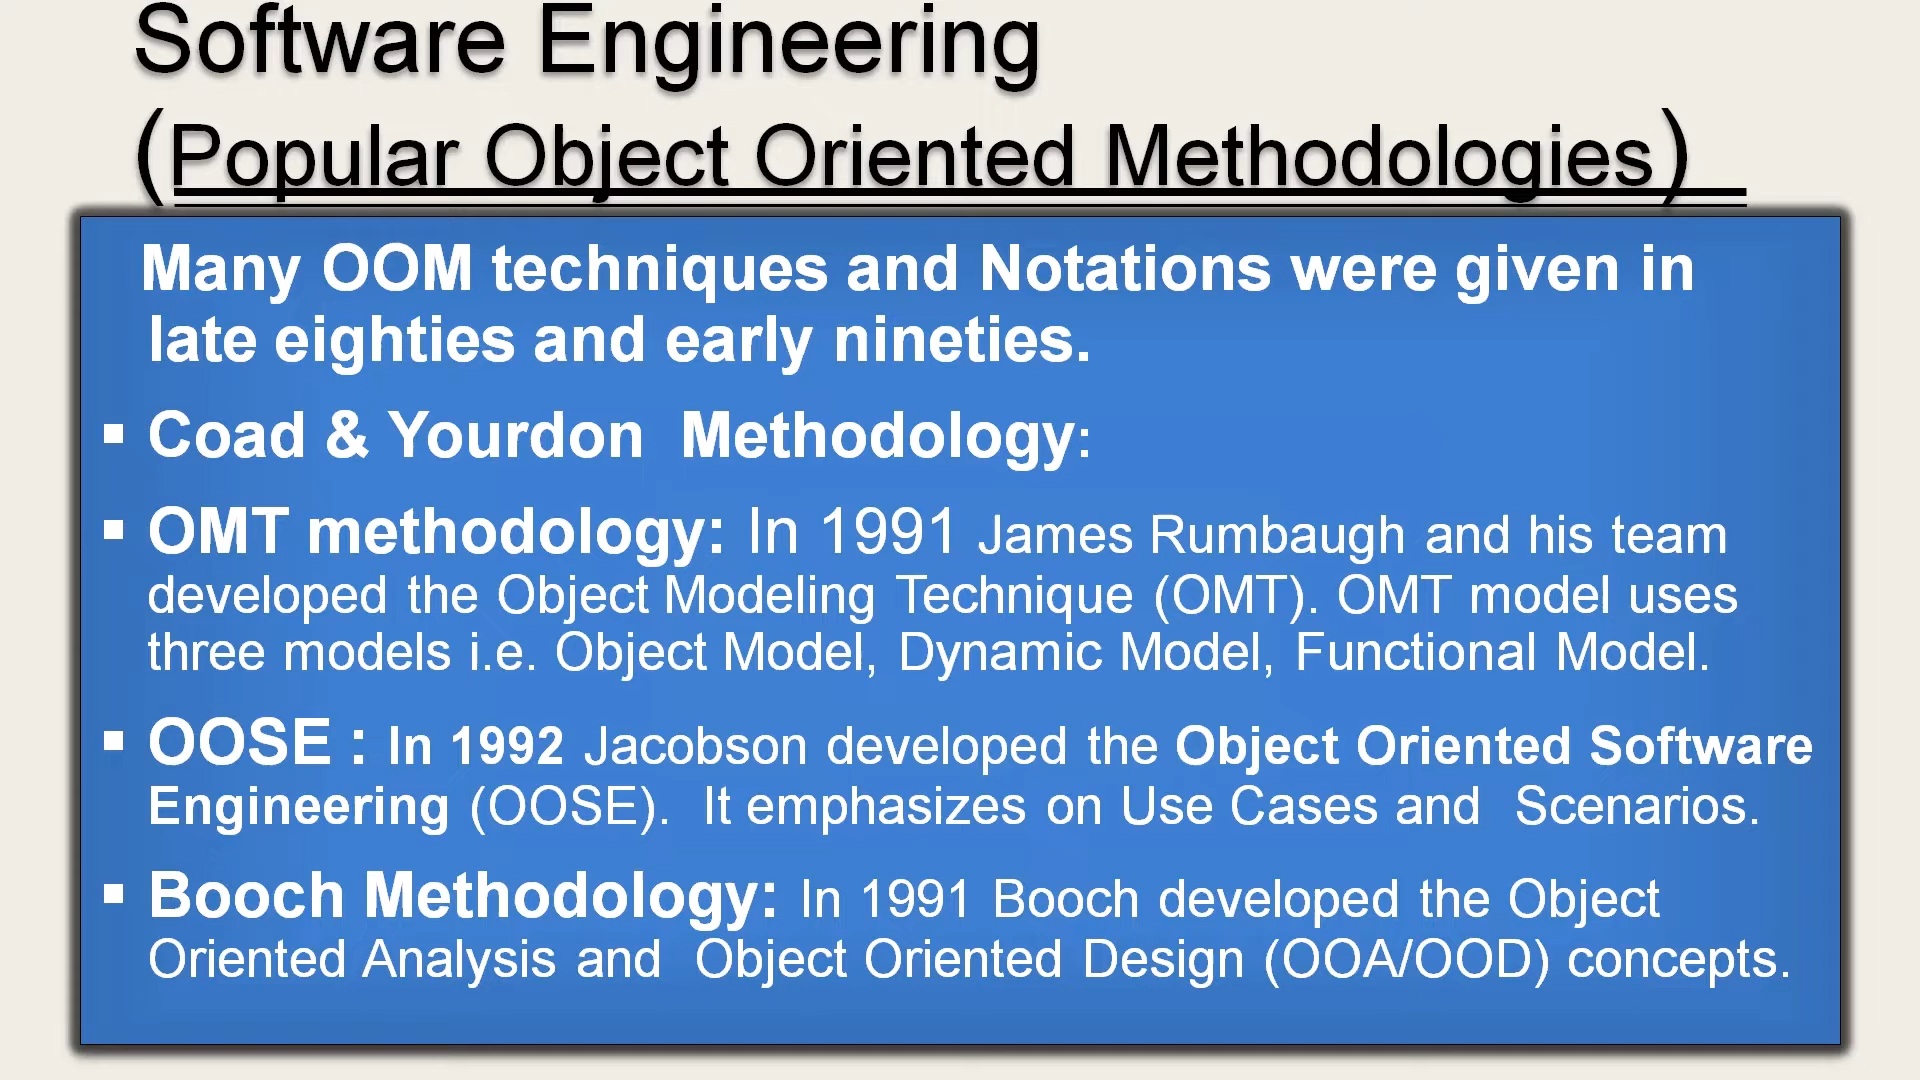 Software Engineering
(Popular Object Oriented Methodologies)
Many OOM techniques and Notations were given in
late eighties and early nineties.
▪ Coad & Yourdon Methodology:
▪ OMT methodology: In 1991 James Rumbaugh and his team
developed the Object Modeling Technique (OMT). OMT model uses
three models i.e. Object Model, Dynamic Model, Functional Model.
▪ OOSE : In 1992 Jacobson developed the Object Oriented Software
Engineering (OOSE). It emphasizes on Use Cases and Scenarios.
▪ Booch Methodology: In 1991 Booch developed the Object
Oriented Analysis and Object Oriented Design (OOA/OOD) concepts.